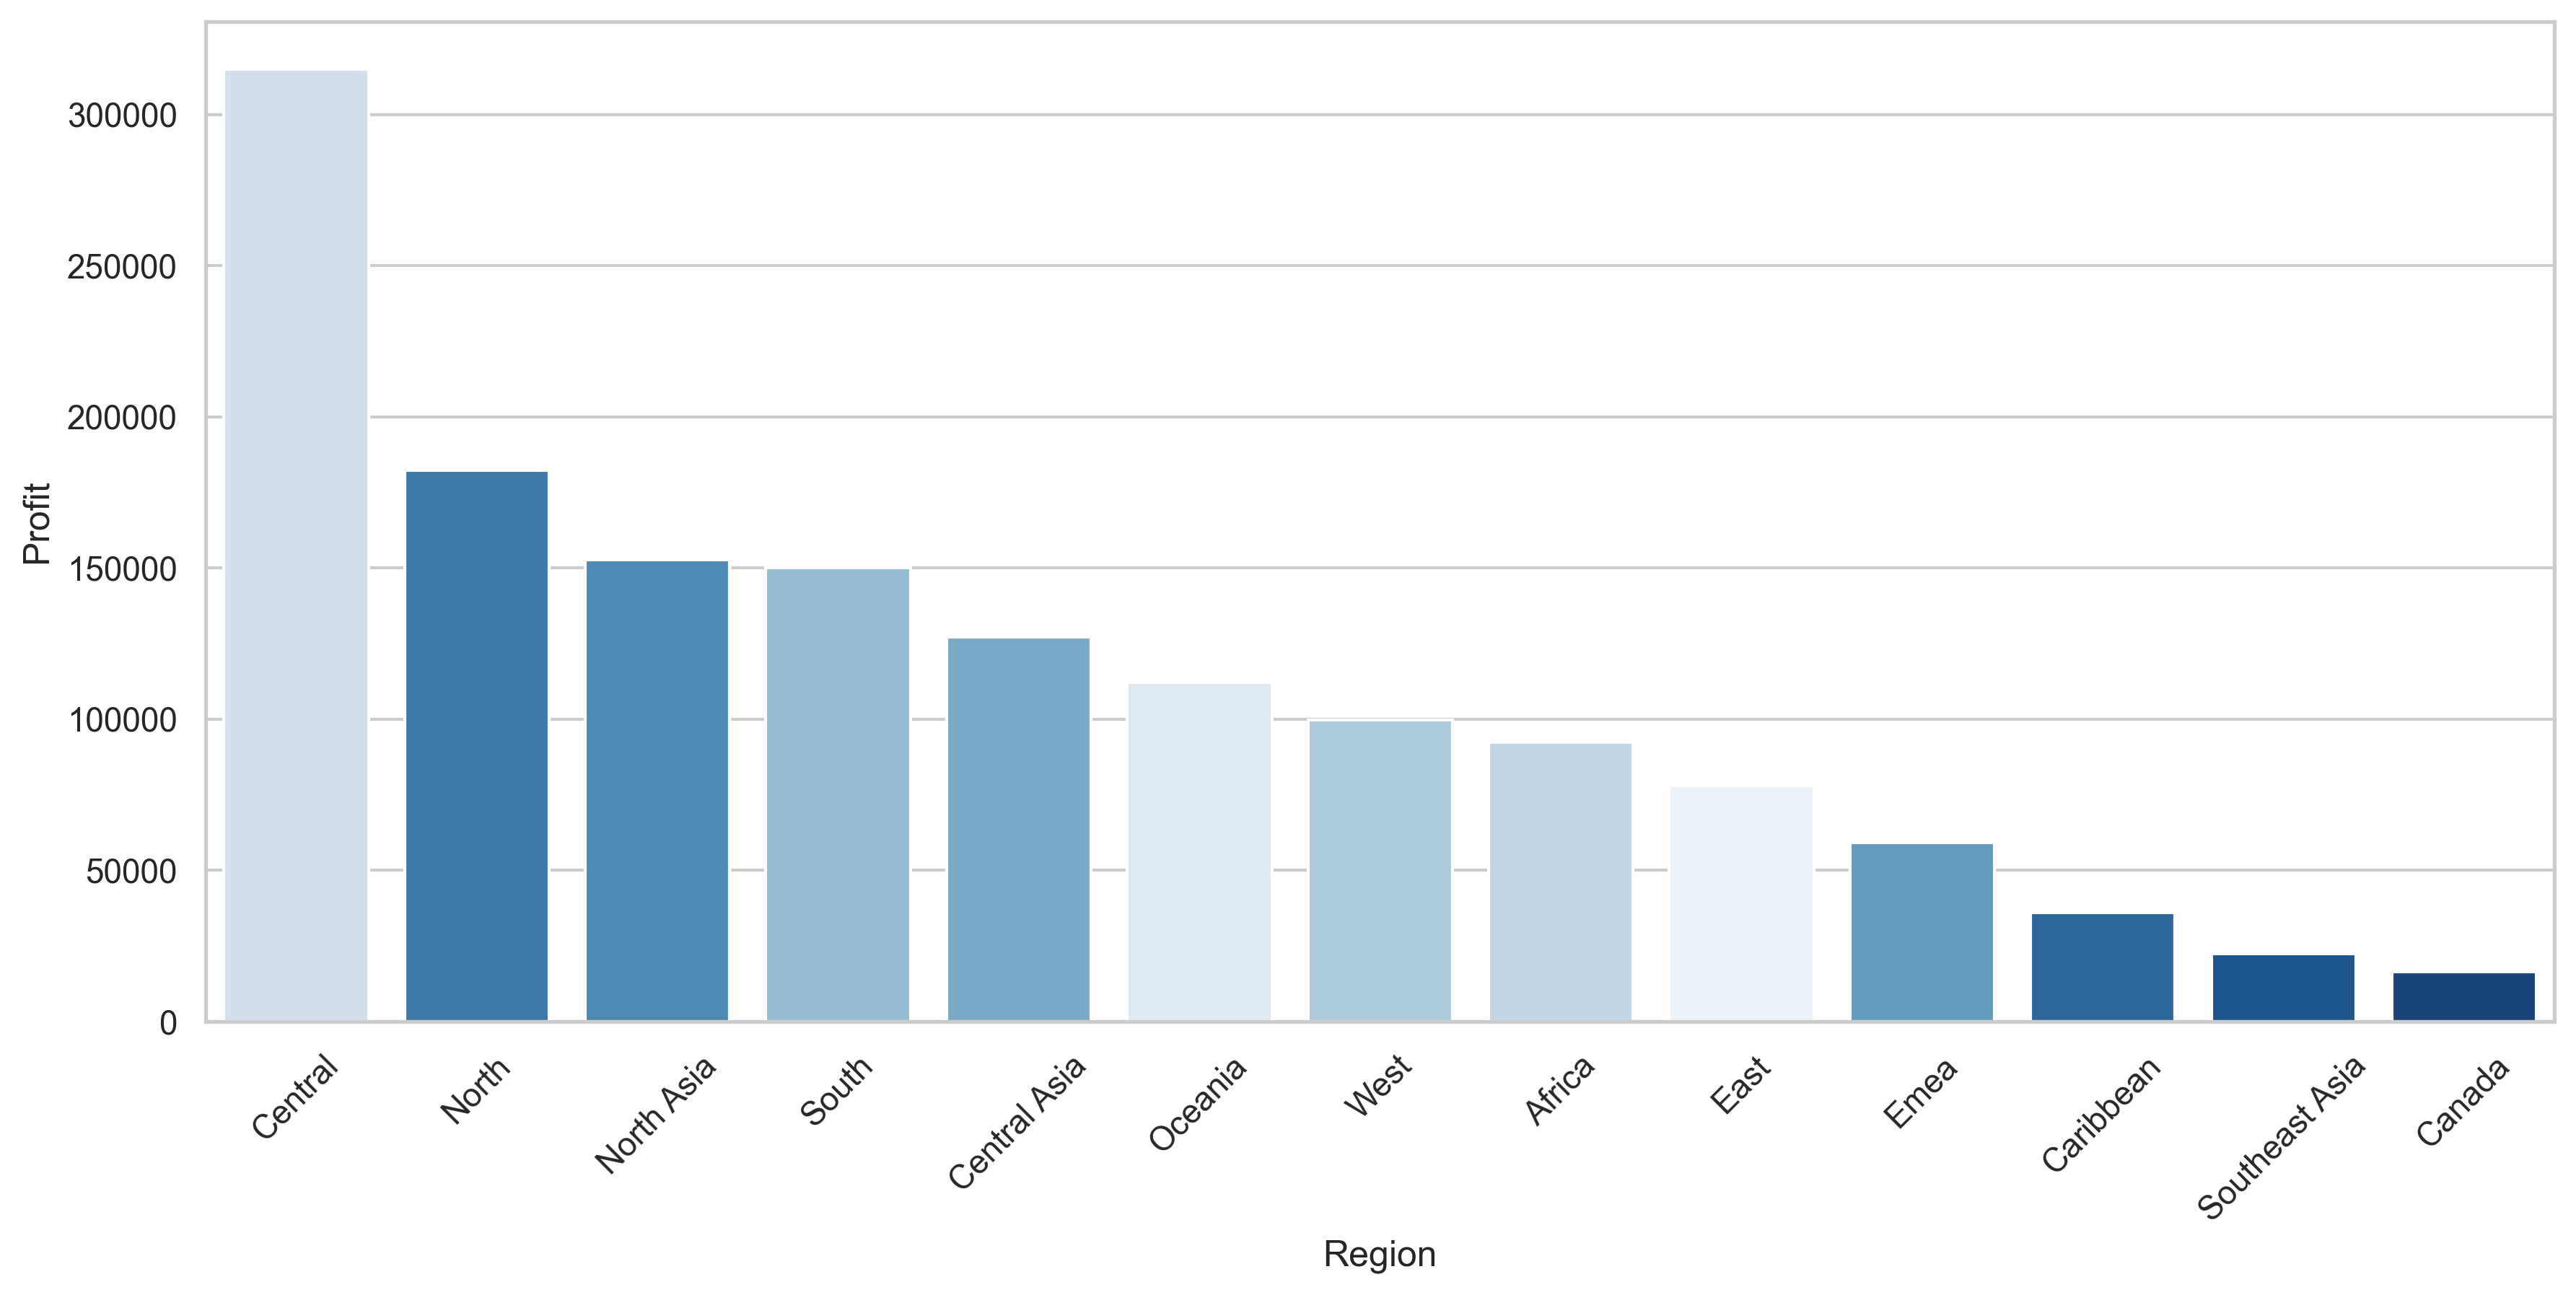 300000
250000
200000
150000
100000
50000
0
Profit
Central
North
North Asia
South
Central Asia
Oceania
West
Africa
East
Emea
Caribbean
Southeast Asia
Canada
Region